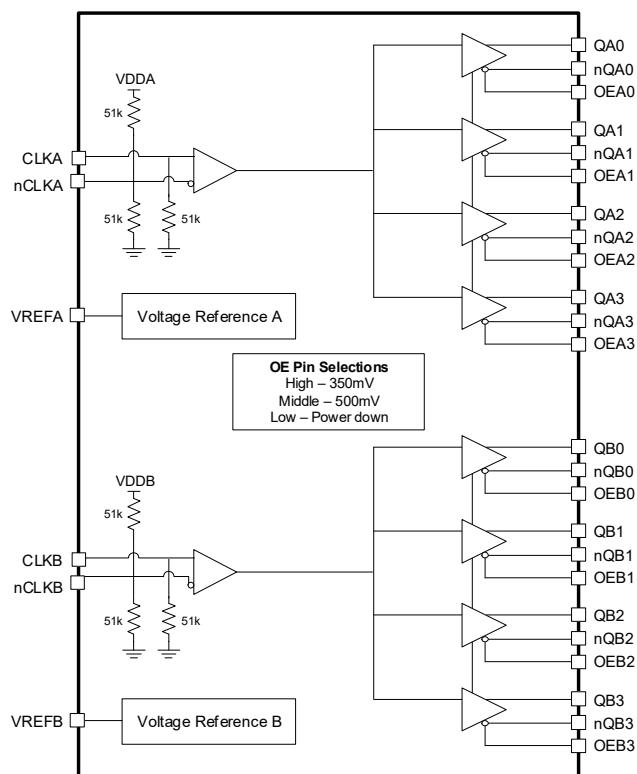 QA0
nQA0
OEA0
VDDA
51k
CLKA
nCLKA
51k
51k
QA1
nQA1
OEA1
QA2
nQA2
OEA2
VREFA
Voltage Reference A
QA3
nQA3
OEA3
OE Pin Selections
High – 350mV
Middle – 500mV
Low – Power down
QB0
nQB0
OEB0
VDDB
51k
CLKB
nCLKB
51k
51k
QB1
nQB1
OEB1
QB2
nQB2
OEB2
VREFB
Voltage Reference B
QB3
nQB3
OEB3